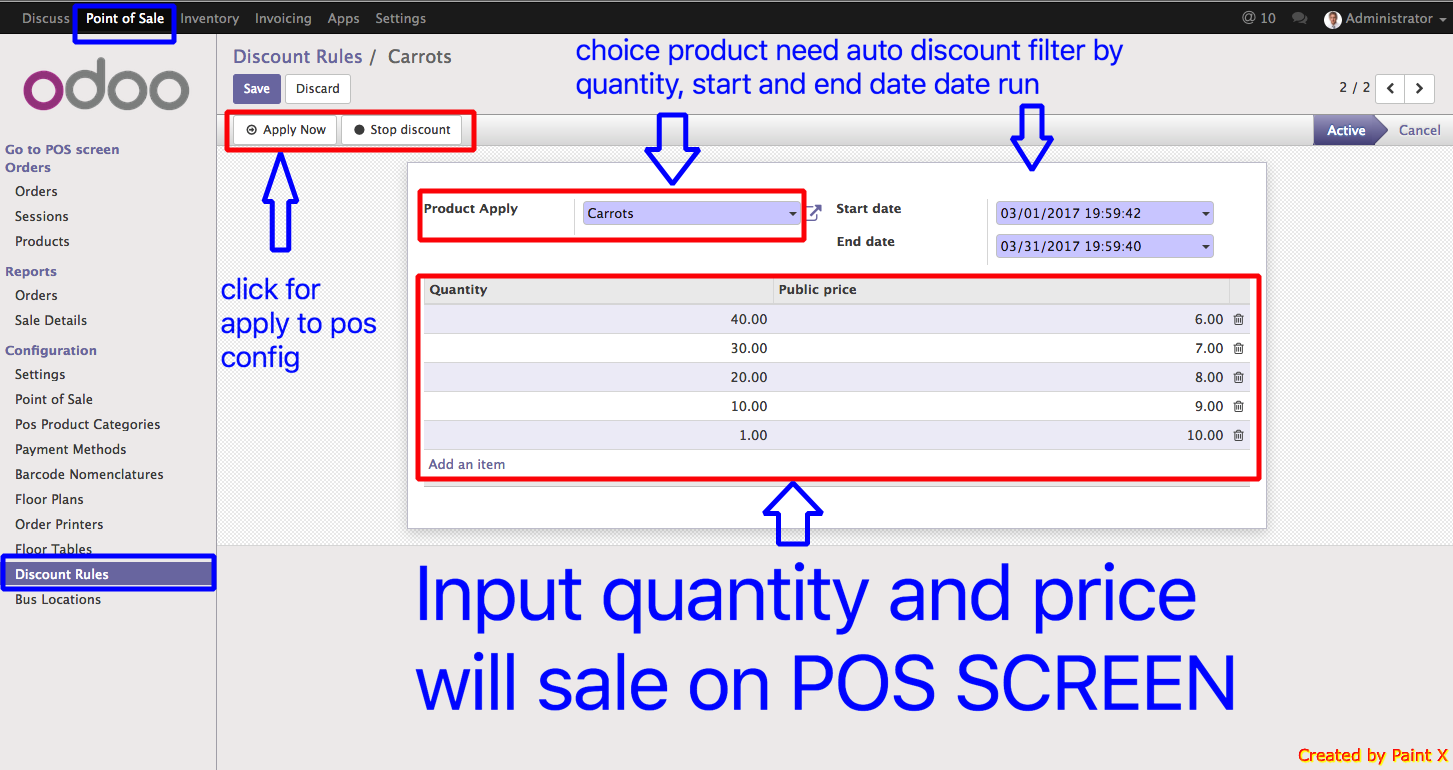 Discuss Point of Sale Inventory Invoicing Apps Settings @ 10 Administrator
odoo
Discount Rules / Carrots
Save Discard
2 / 2
choice product need auto discount filter by
quantity, start and end date date run
Apply Now Stop discount
Active Cancel
Go to POS screen
Orders
Orders
Sessions
Products
Reports
Orders
Sale Details
Configuration
Settings
Point of Sale
Pos Product Categories
Payment Methods
Barcode Nomenclatures
Floor Plans
Order Printers
Floor Tables
Discount Rules
Bus Locations
click for
apply to pos
config
Product Apply Carrots
Start date 03/01/2017 19:59:42
End date 03/31/2017 19:59:40
Quantity Public price
40.00 6.00
30.00 7.00
20.00 8.00
10.00 9.00
1.00 10.00
Add an item
Input quantity and price
will sale on POS SCREEN
Created by Paint X